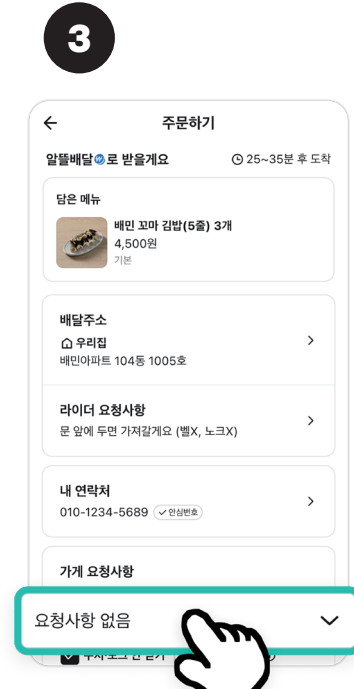 3
주문하기
알뜰배달 로 받을게요
25~35분 후 도착
담은 메뉴
배민 꼬마 김밥(5줄) 3개
4,500원
기본
배달주소
우리집
배민아파트 104동 1005호
라이더 요청사항
문 앞에 두면 가져갈게요 (벨X, 노크X)
내 연락처
010-1234-5689 안심번호
가게 요청사항
요청사항 없음